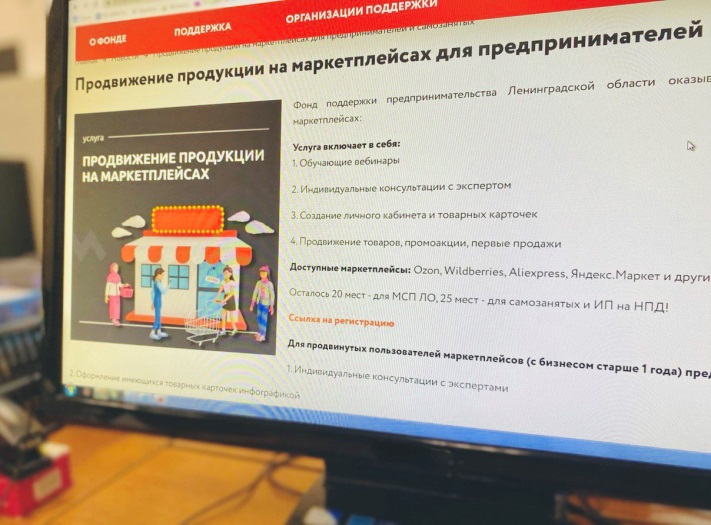 О ФОНДЕ
ПОДДЕРЖКА
ОРГАНИЗАЦИИ ПОДДЕРЖКИ
Продвижение продукции на маркетплейсах для предпринимателей
услуга
ПРОДВИЖЕНИЕ ПРОДУКЦИИ
НА МАРКЕТПЛЕЙСАХ
Фонд поддержки предпринимательства Ленинградской области оказыв
маркетплейсах:
Услуга включает в себя:
1. Обучающие вебинары
2. Индивидуальные консультации с экспертом
3. Создание личного кабинета и товарных карточек
4. Продвижение товаров, промоакции, первые продажи
Доступные маркетплейсы: Ozon, Wildberries, Aliexpress, Яндекс.Маркет и други
Осталось 20 мест - для МСП ЛО, 25 мест - для самозанятых и ИП на НПД!
Ссылка на регистрацию
Для продвинутых пользователей маркетплейсов (с бизнесом старше 1 года) пред
1. Индивидуальные консультации с экспертами
2. Оформление имеющихся товарных карточек инфографикой